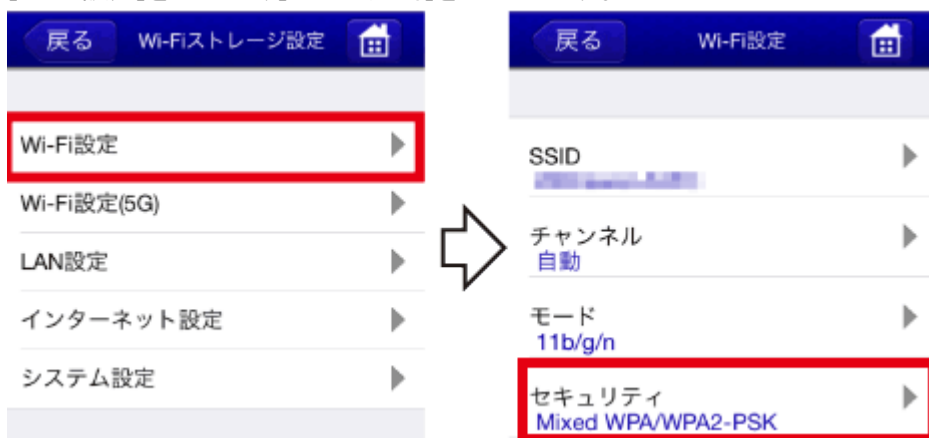 戻る Wi-Fiストレージ設定
Wi-Fi設定
Wi-Fi設定(5G)
LAN設定
インターネット設定
システム設定
戻る Wi-Fi設定
SSID
チャンネル
自動
モード
11b/g/n
セキュリティ
Mixed WPA/WPA2-PSK